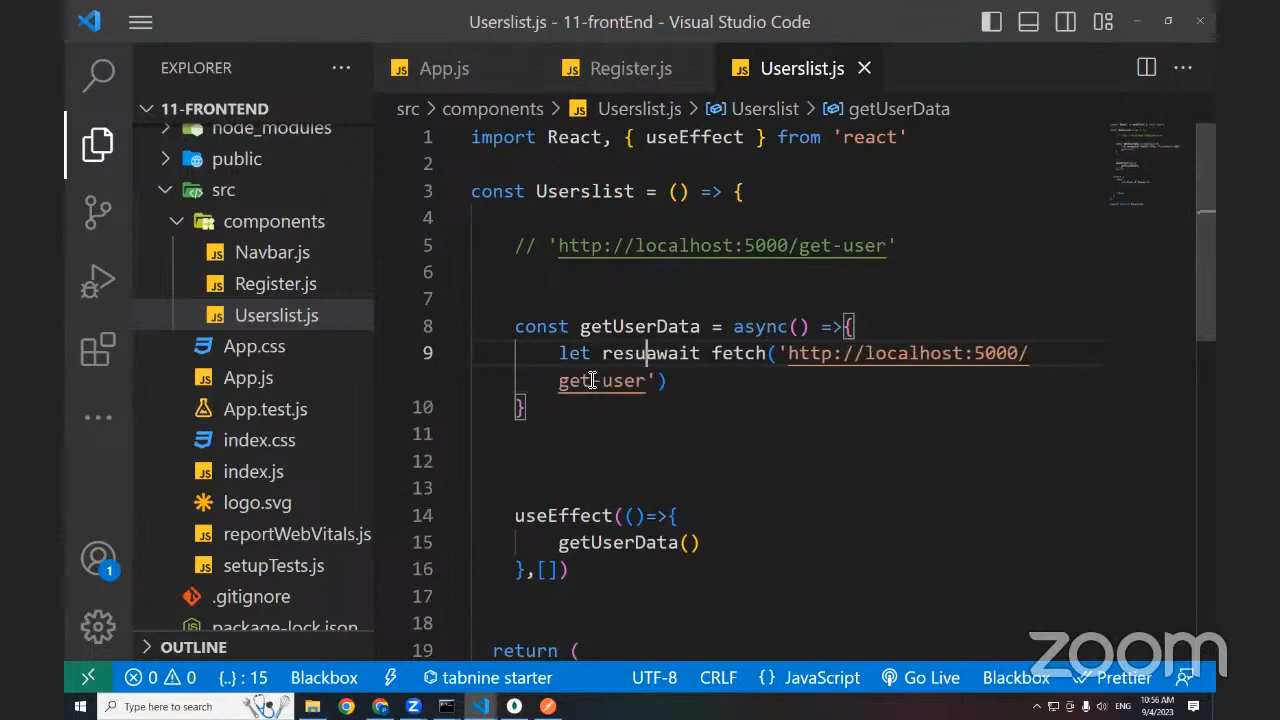 Userslist.js - 11-frontEnd - Visual Studio Code
EXPLORER
App.js
Register.js
Userslist.js
11-FRONTEND
node_modules
public
src
components
Navbar.js
Register.js
Userslist.js
App.css
App.js
App.test.js
index.css
index.js
logo.svg
reportWebVitals.js
setupTests.js
.gitignore
package-lock.json
OUTLINE
src > components > Userslist.js > Userslist > getUserData
1 import React, { useEffect } from 'react'
2
3 const Userslist = () => {
4
5 // 'http://localhost:5000/get-user'
6
7
8 const getUserData = async() =>{
9 let resuawait fetch('http://localhost:5000/
get-user')
10 }
11
12
13
14 useEffect(()=>{
15 getUserData()
16 },[])
17
18
19 return (
1
zoom
0 0 {..} : 15 Blackbox tabnine starter UTF-8 CRLF {} JavaScript Go Live Blackbox Prettier
Type here to search
ENG
10:56 AM
9/4/2023